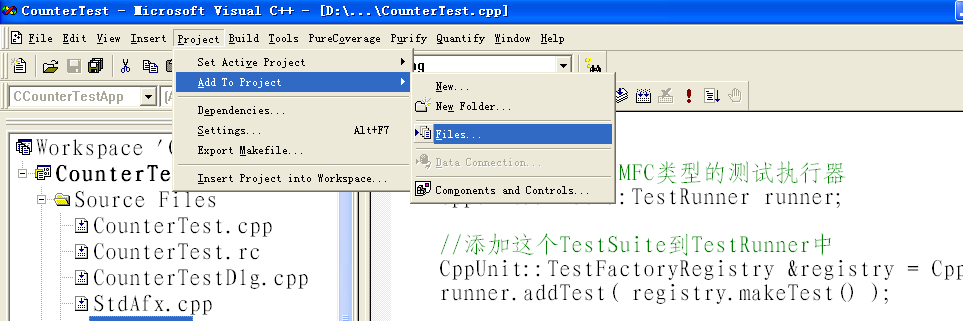 CounterTest - Microsoft Visual C++ - [D:\...\CounterTest.cpp]
File Edit View Insert Project Build Tools PureCoverage Purify Quantify Window Help
Set Active Project
Add To Project
Dependencies...
Settings... Alt+F7
Export Makefile...
Insert Project into Workspace...
New...
New Folder...
Files...
Data Connection...
Components and Controls...
CCounterTestApp
Workspace
CounterTe
Source Files
CounterTest.cpp
CounterTest.rc
CounterTestDlg.cpp
StdAfx.cpp
MFC类型的测试执行器
:TestRunner runner;
//添加这个TestSuite到TestRunner中
CppUnit::TestFactoryRegistry &registry = Cpp
runner.addTest( registry.makeTest() );